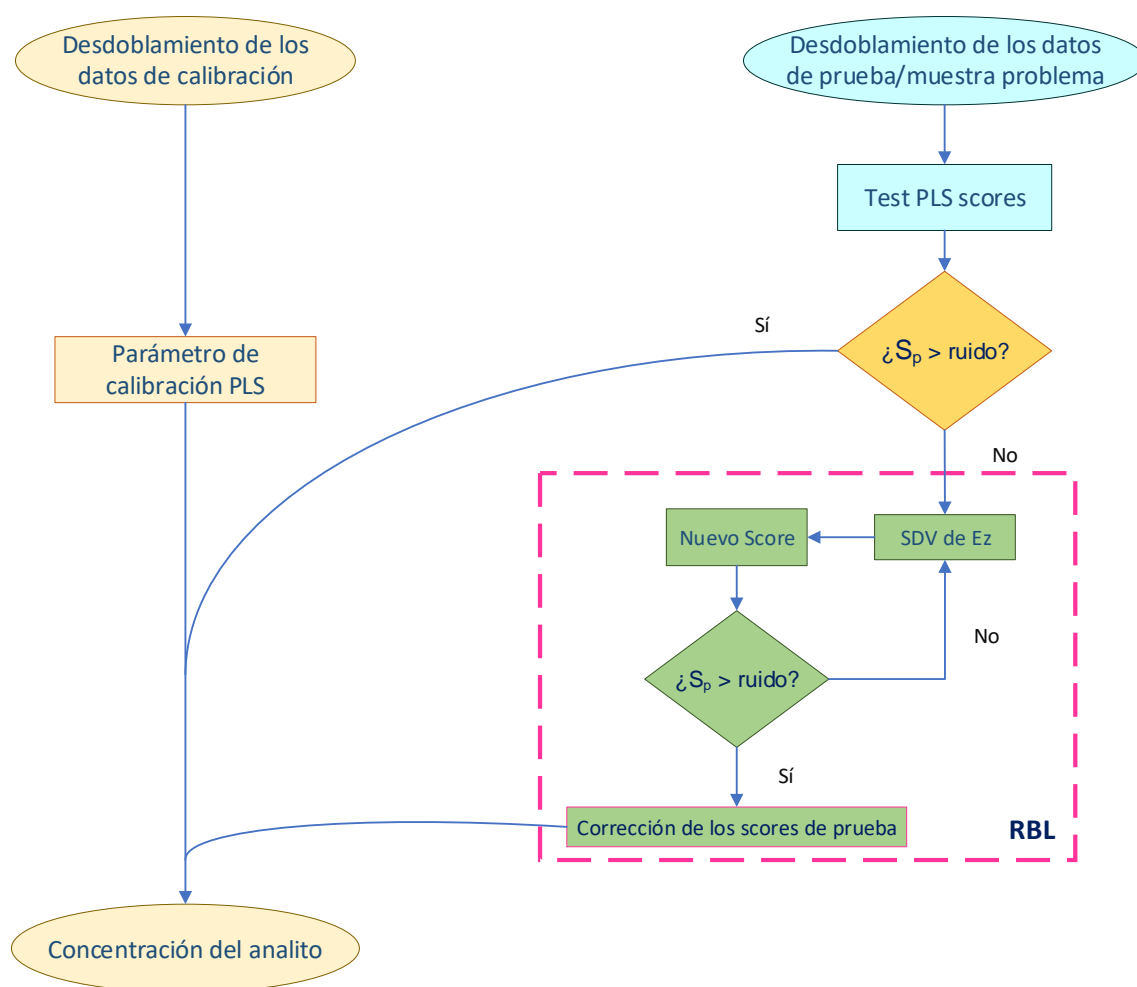 Desdoblamiento de los
datos de calibración
Desdoblamiento de los datos
de prueba/muestra problema
Test PLS scores
Sí
¿Sp > ruido?
Parámetro de
calibración PLS
No
Nuevo Score
SDV de Ez
No
¿Sp > ruido?
Sí
Corrección de los scores de prueba
RBL
Concentración del analito